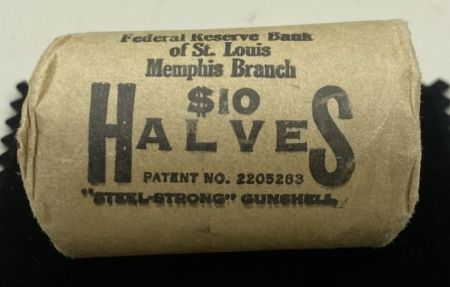 Federal Reserve Bank
of St. Louis
Memphis Branch
$10
HALVES
PATENT NO. 2205283
"STEEL-STRONG" GUNSHELL